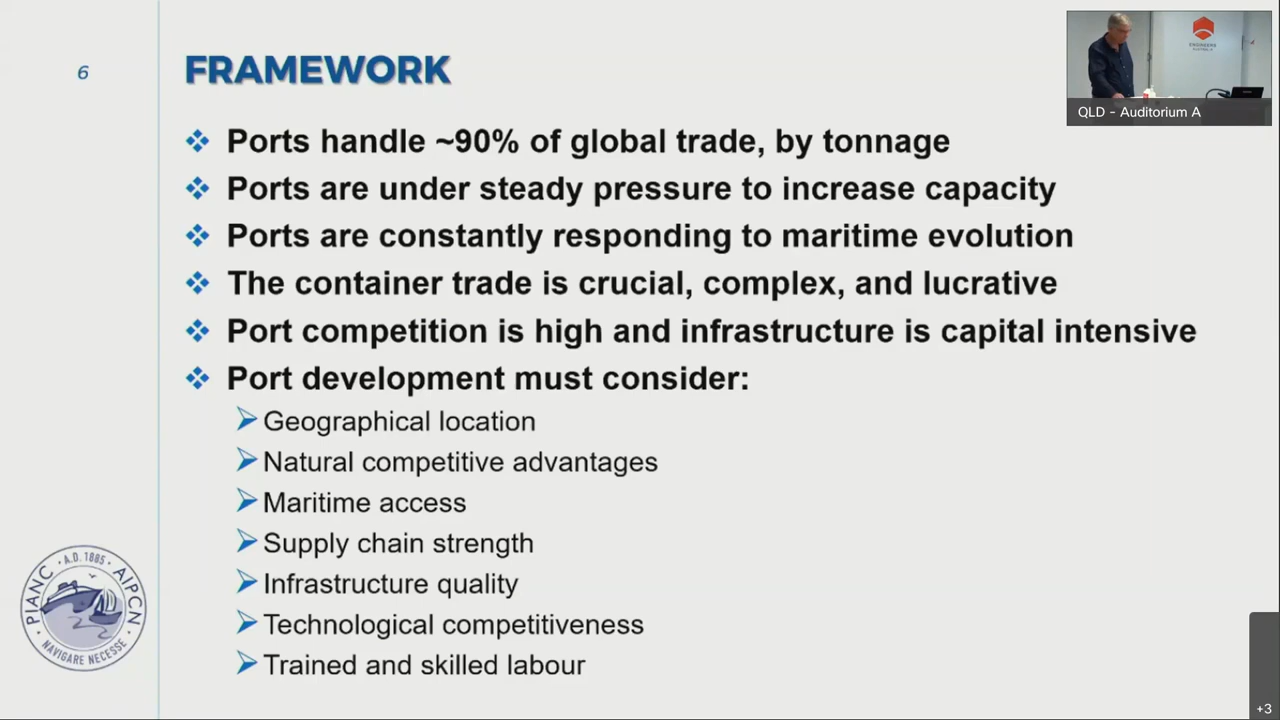 6
FRAMEWORK
Ports handle ~90% of global trade, by tonnage
Ports are under steady pressure to increase capacity
Ports are constantly responding to maritime evolution
The container trade is crucial, complex, and lucrative
Port competition is high and infrastructure is capital intensive
Port development must consider:
Geographical location
Natural competitive advantages
Maritime access
Supply chain strength
Infrastructure quality
Technological competitiveness
Trained and skilled labour
PIANC · A.D. 1885 · AIPCN
NAVIGARE NECESSE
ENGINEERS
AUSTRALIA
QLD - Auditorium A
+3